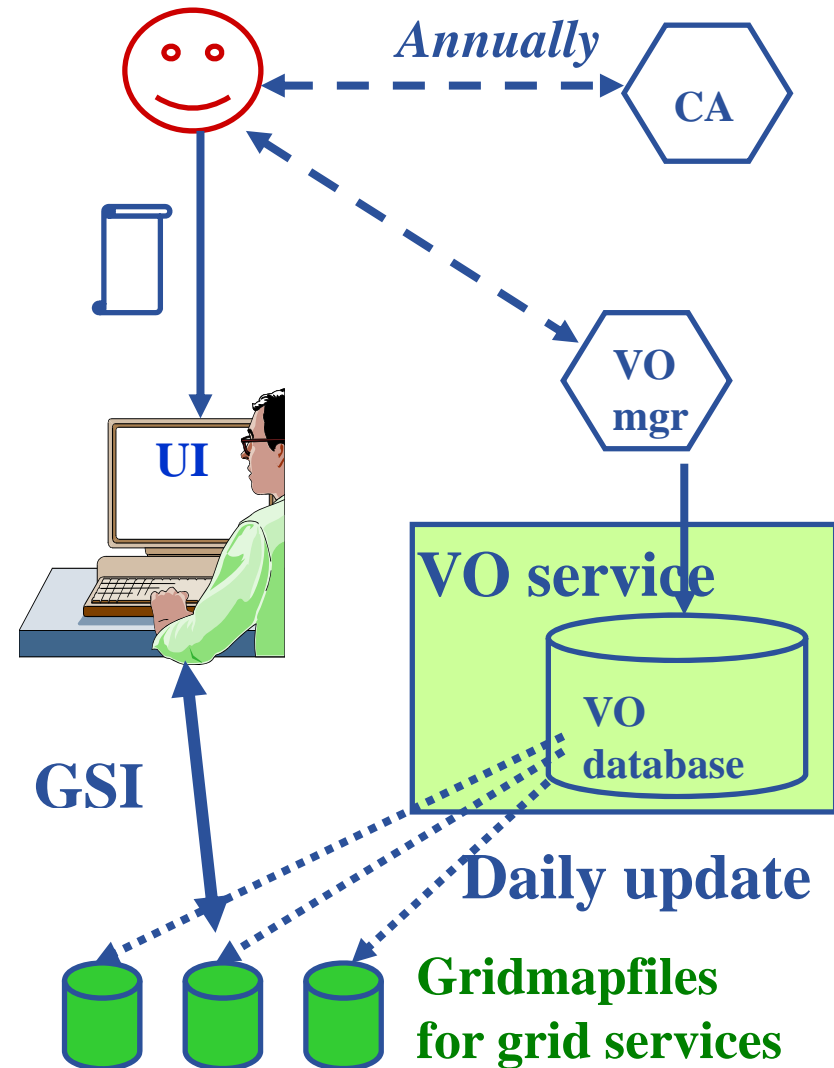 Annually
CA
VO
mgr
UI
VO service
VO
database
GSI
Daily update
Gridmapfiles
for grid services